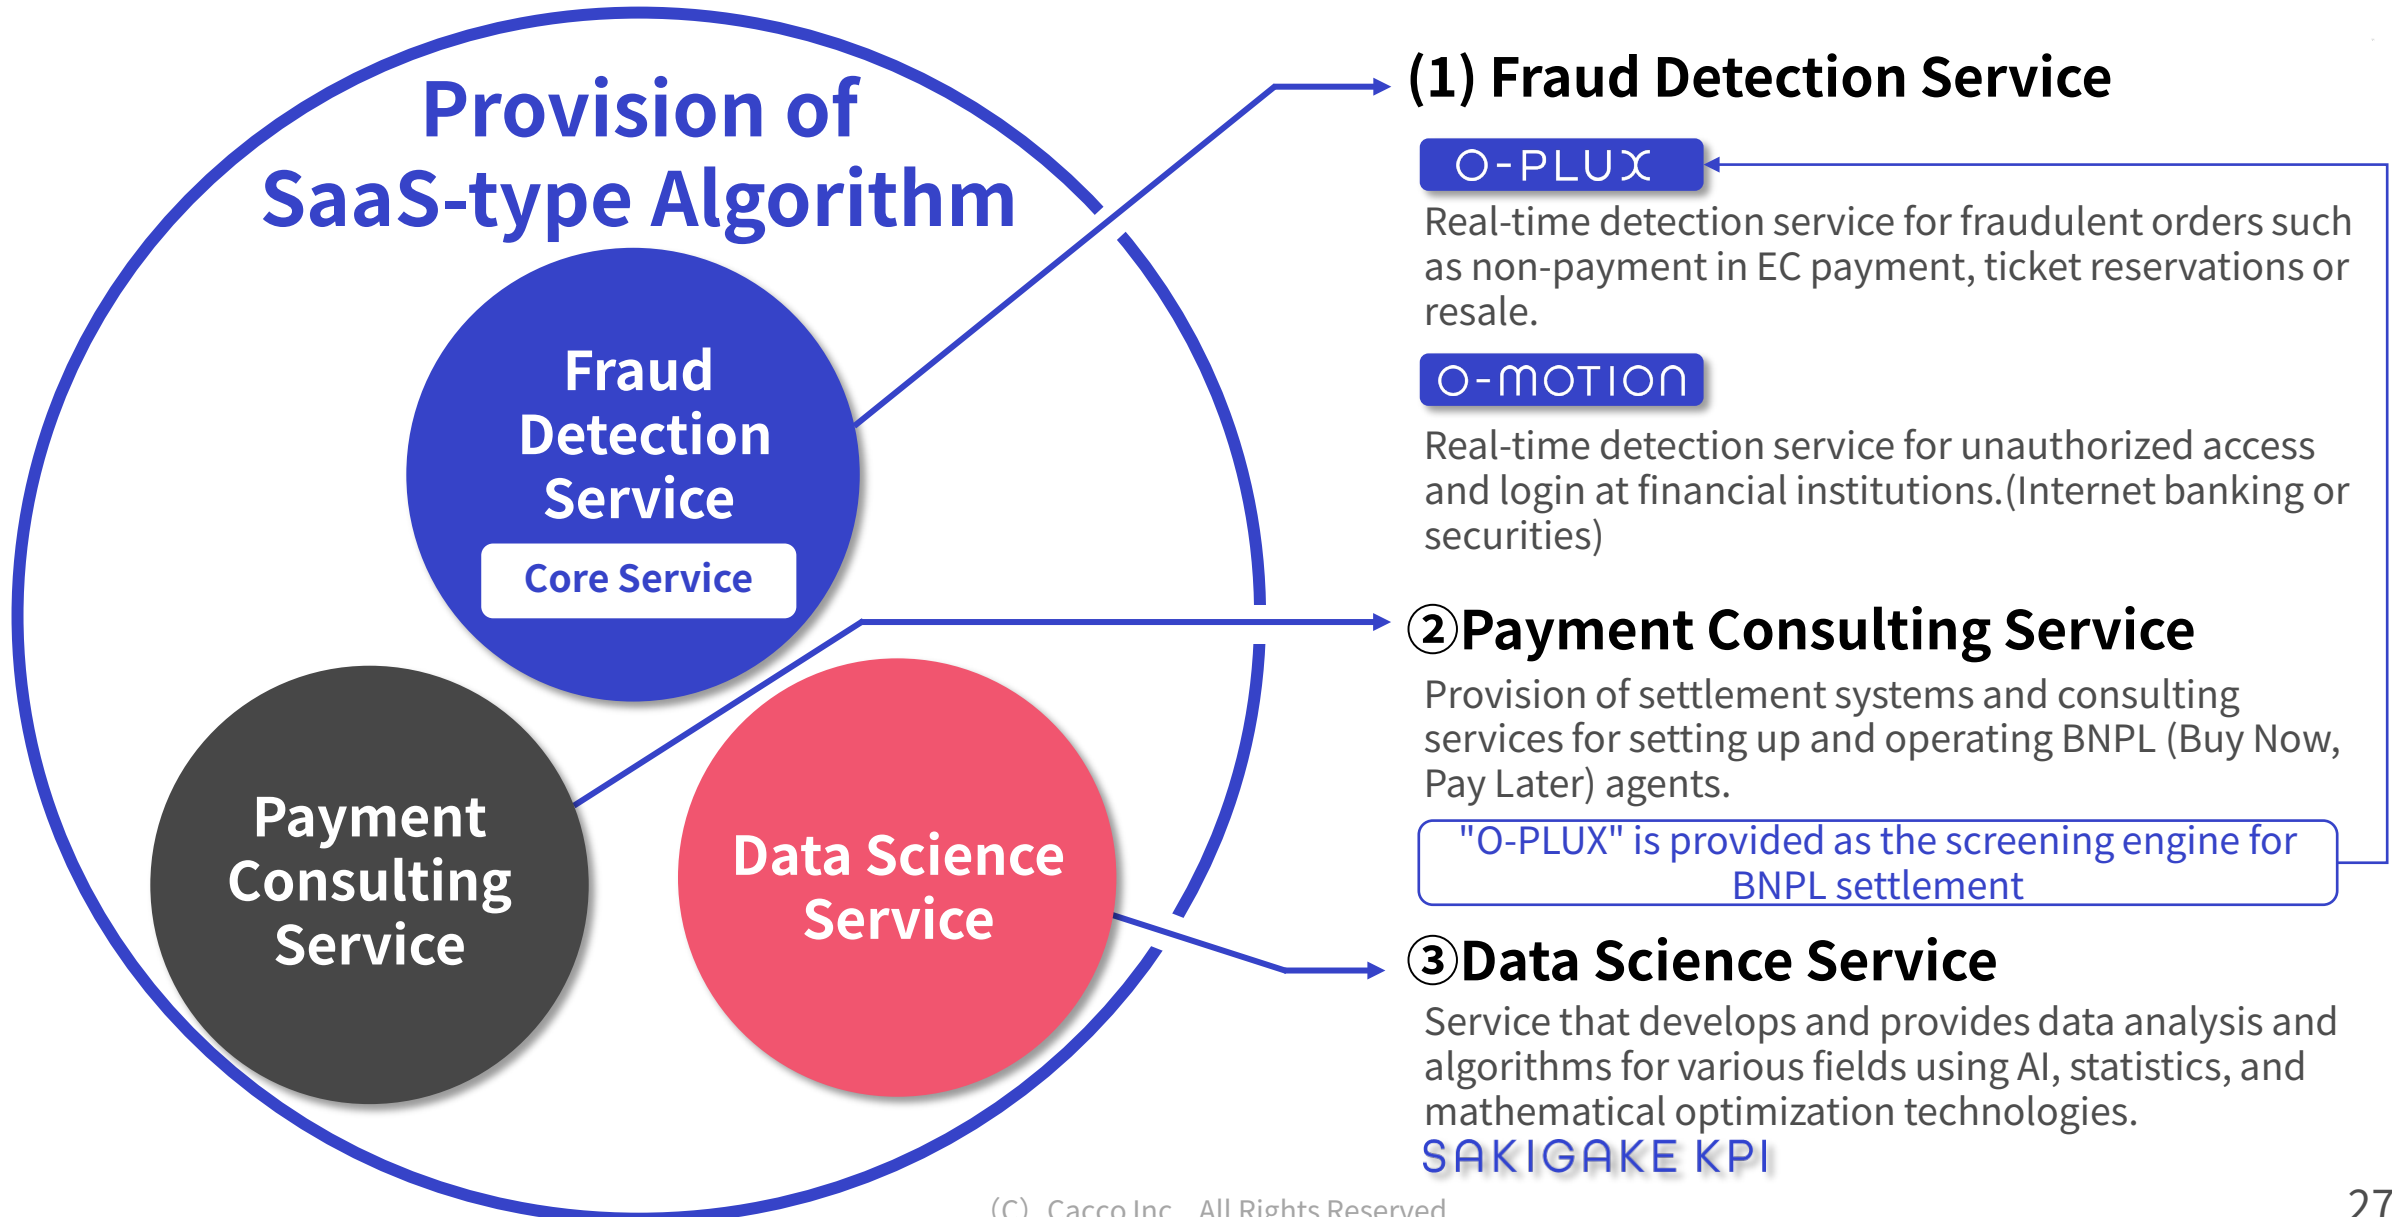 Provision of
SaaS-type Algorithm
Fraud
Detection
Service
Core Service
Payment
Consulting
Service
Data Science
Service
(1) Fraud Detection Service
O-PLUX
Real-time detection service for fraudulent orders such
as non-payment in EC payment, ticket reservations or
resale.
O-MOTION
Real-time detection service for unauthorized access
and login at financial institutions.(Internet banking or
securities)
②Payment Consulting Service
Provision of settlement systems and consulting
services for setting up and operating BNPL (Buy Now,
Pay Later) agents.
"O-PLUX" is provided as the screening engine for
BNPL settlement
③Data Science Service
Service that develops and provides data analysis and
algorithms for various fields using AI, statistics, and
mathematical optimization technologies.
SAKIGAKE KPI
（C） Cacco Inc. All Rights Reserved
27